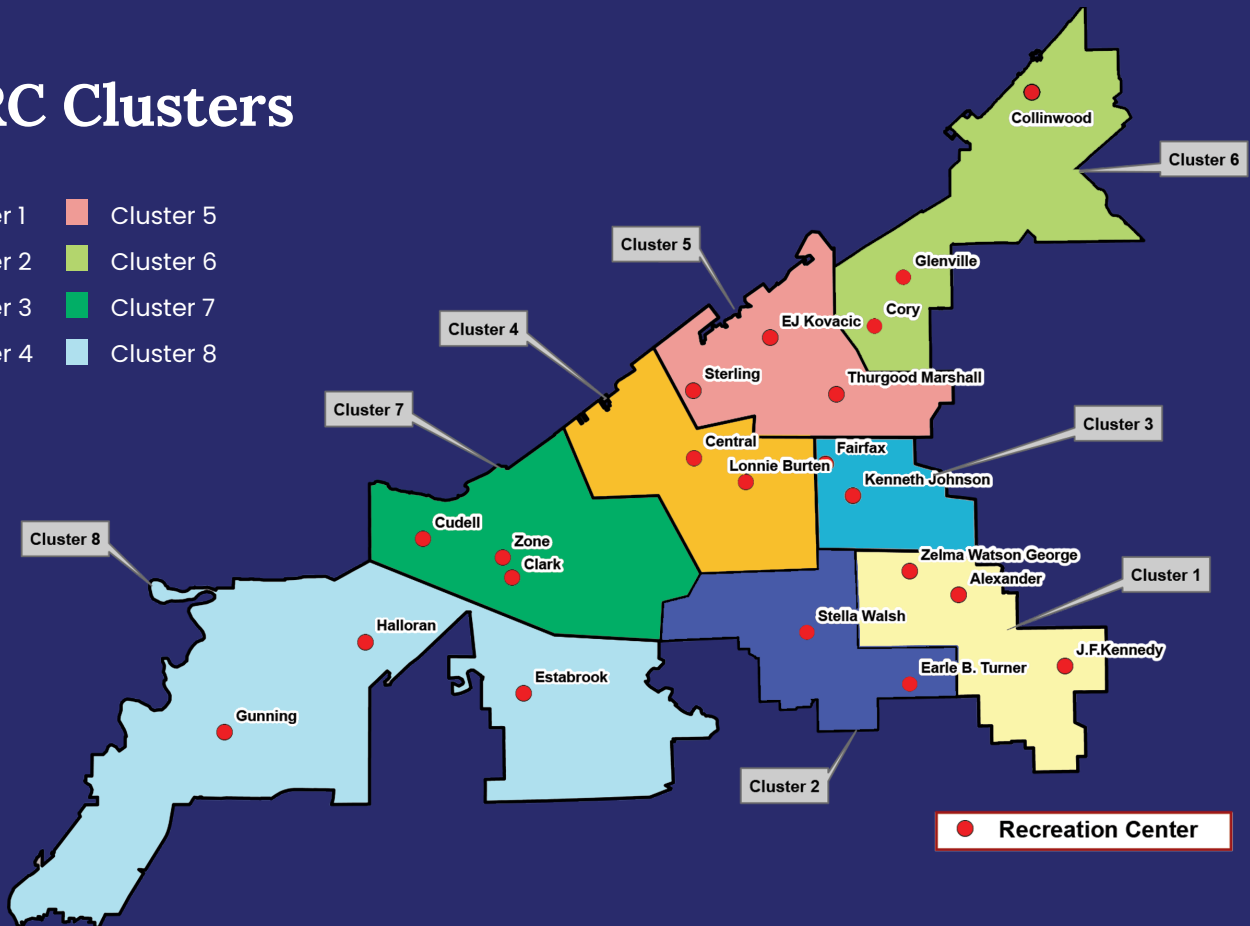 RC Clusters
er 1 Cluster 5
er 2 Cluster 6
er 3 Cluster 7
er 4 Cluster 8
Collinwood
Cluster 6
Cluster 5
Glenville
Cory
EJ Kovacic
Cluster 4
Sterling
Thurgood Marshall
Cluster 7
Cluster 3
Central
Fairfax
Lonnie Burten
Kenneth Johnson
Cudell
Cluster 8
Zone
Clark
Zelma Watson George
Alexander
Cluster 1
Stella Walsh
Halloran
J.F.Kennedy
Earle B. Turner
Estabrook
Gunning
Cluster 2
Recreation Center